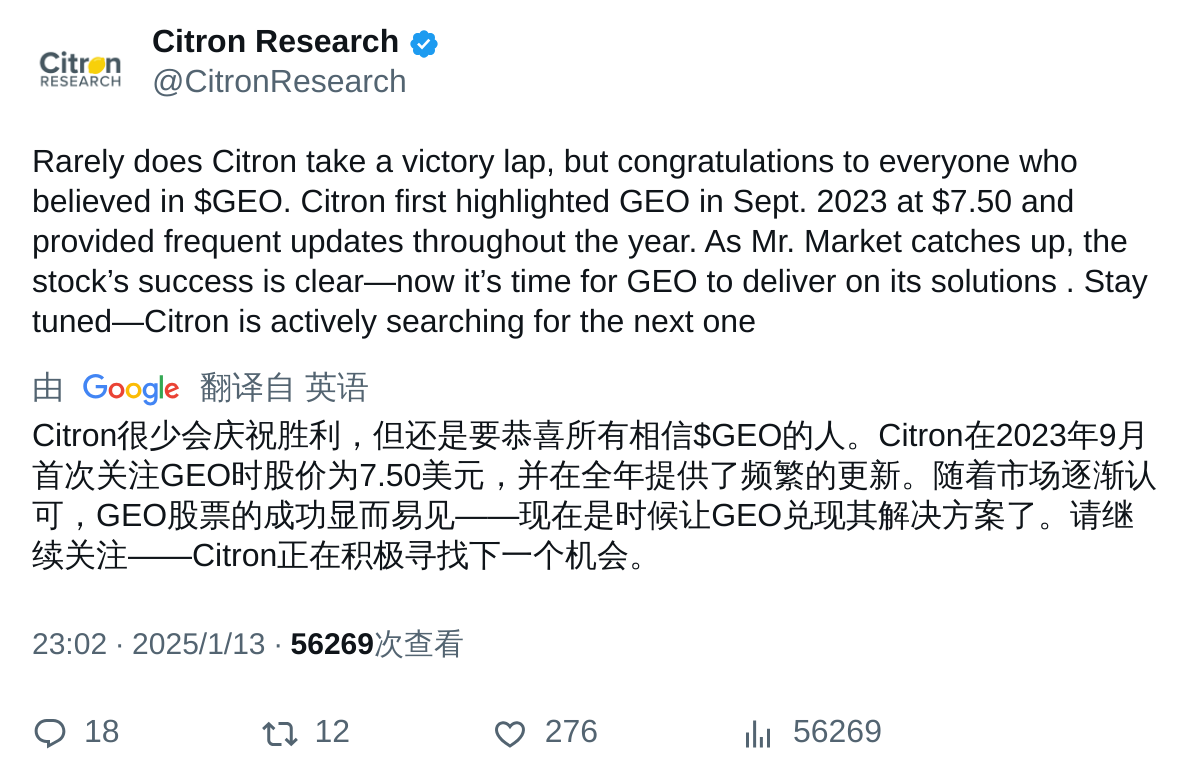 Citron
RESEARCH
Citron Research
@CitronResearch
Rarely does Citron take a victory lap, but congratulations to everyone who
believed in $GEO. Citron first highlighted GEO in Sept. 2023 at $7.50 and
provided frequent updates throughout the year. As Mr. Market catches up, the
stock’s success is clear—now it’s time for GEO to deliver on its solutions . Stay
tuned—Citron is actively searching for the next one
由 Google 翻译自 英语
Citron很少会庆祝胜利，但还是要恭喜所有相信$GEO的人。Citron在2023年9月
首次关注GEO时股价为7.50美元，并在全年提供了频繁的更新。随着市场逐渐认
可，GEO股票的成功显而易见——现在是时候让GEO兑现其解决方案了。请继
续关注——Citron正在积极寻找下一个机会。
23:02 · 2025/1/13 · 56269次查看
18 12 276 56269